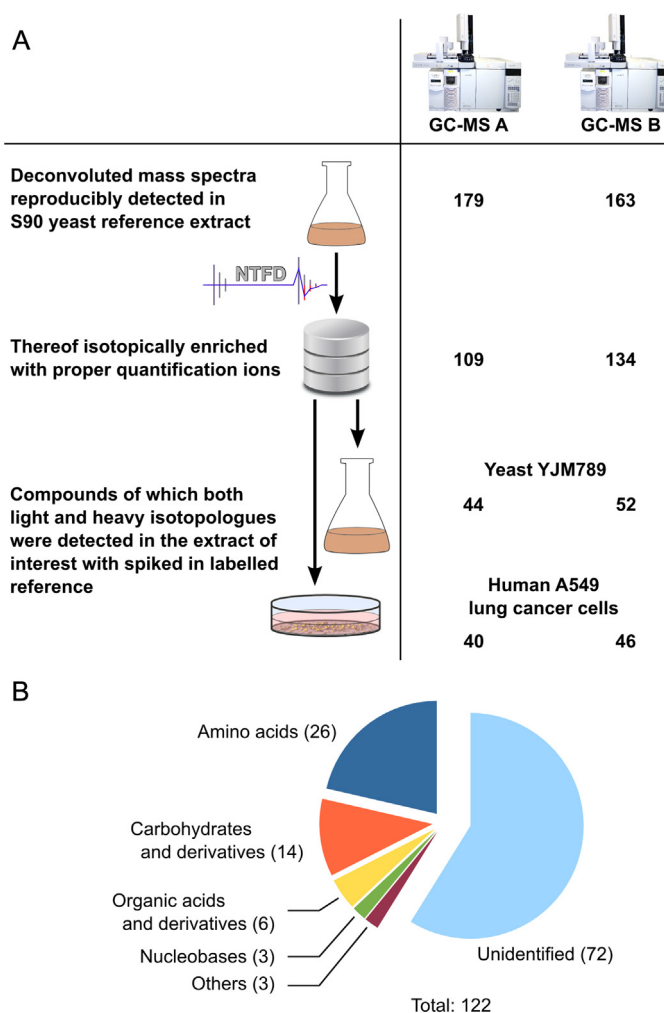 A
GC-MS A
GC-MS B
Deconvoluted mass spectra
reproducibly detected in
S90 yeast reference extract
179
163
NTFD
Thereof isotopically enriched
with proper quantification ions
109
134
Compounds of which both
light and heavy isotopologues
were detected in the extract of
interest with spiked in labelled
reference
Yeast YJM789
44
52
Human A549
lung cancer cells
40
46
B
Amino acids (26)
Carbohydrates
and derivatives (14)
Organic acids
and derivatives (6)
Nucleobases (3)
Others (3)
Unidentified (72)
Total: 122